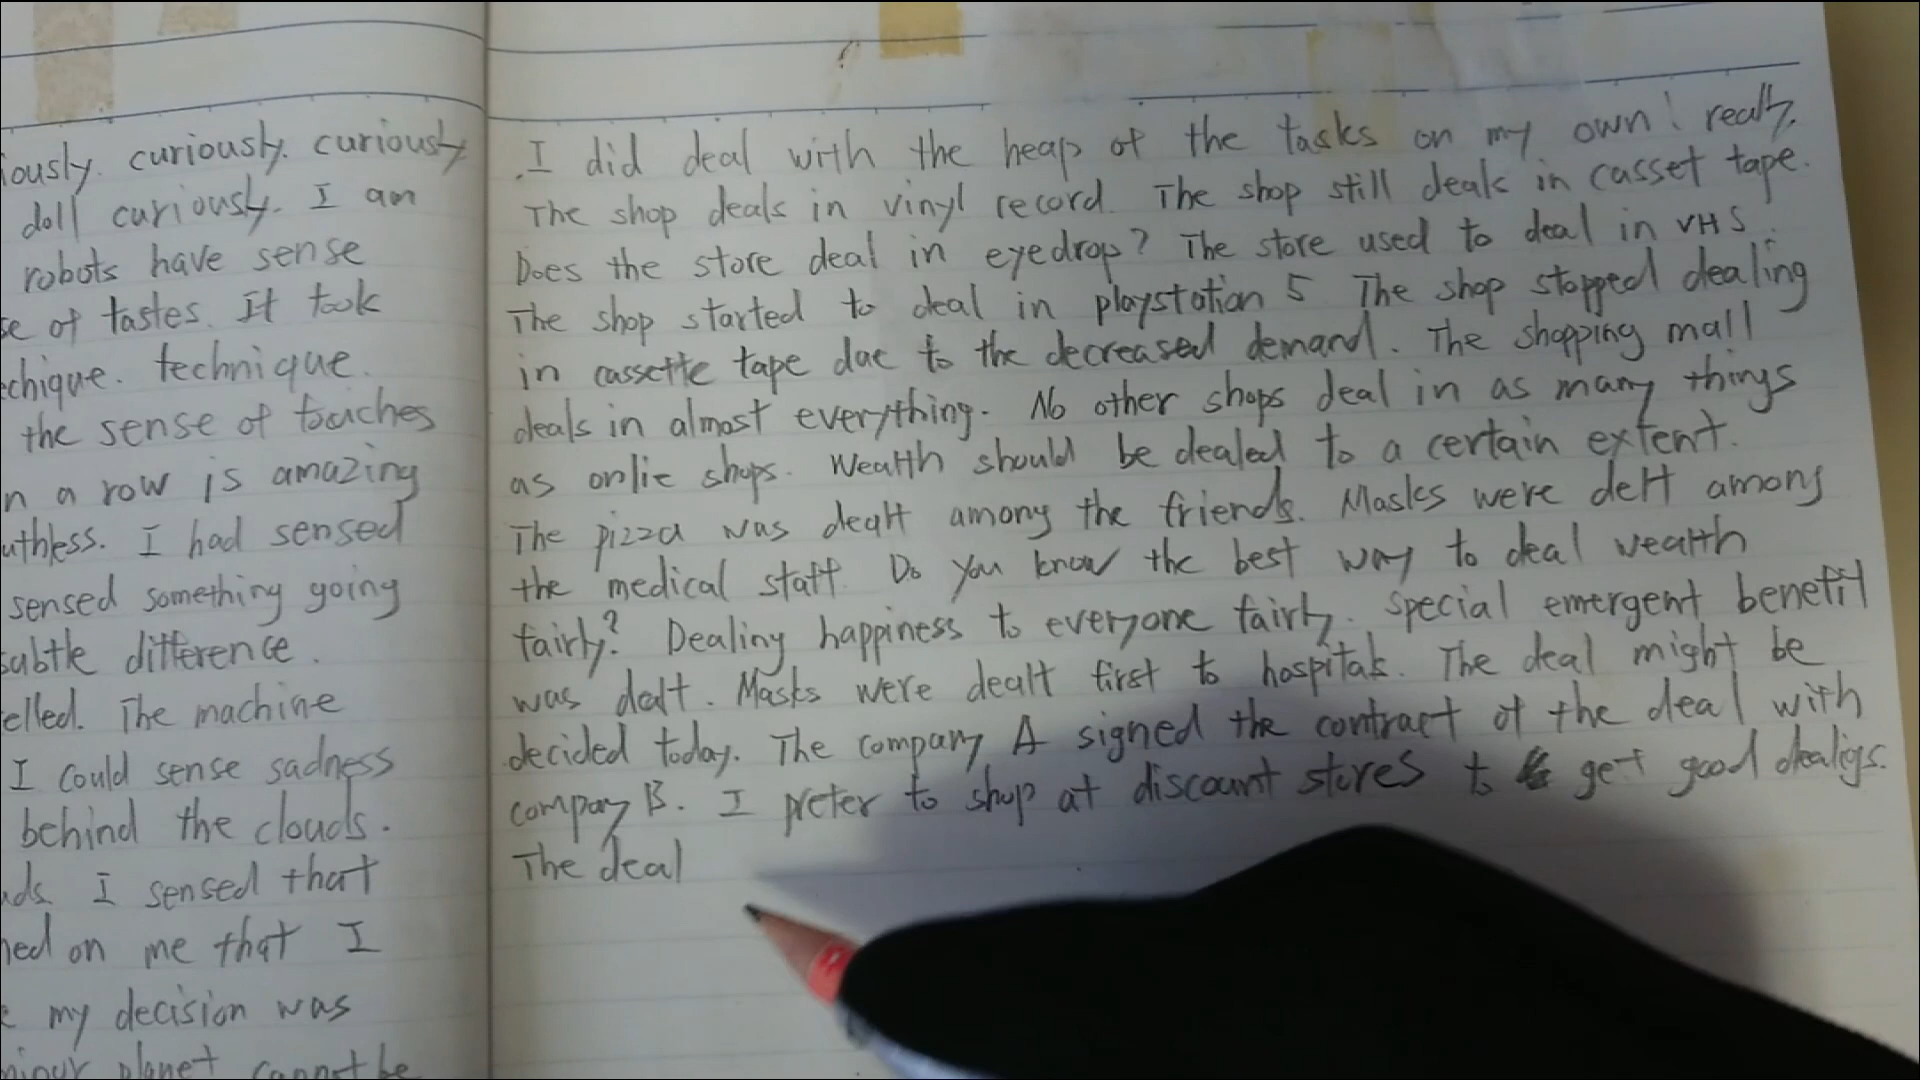 iously. curiously. curiously
doll curiously. I am
robots have sense
se of tastes. It took
echique. technique.
the sense of touches
n a row is amazing
uthless. I had sensed
sensed something going
subtle difference.
elled. The machine
I could sense sadness
behind the clouds.
uds. I sensed that
ned on me that I
my decision was
minor planet cannot be
.I did deal with the heap of the tasks on my own! really.
The shop deals in vinyl record. The shop still deals in casset tape.
Does the store deal in eyedrop? The store used to deal in VHS.
The shop started to deal in playstation 5. The shop stopped dealing
in cassette tape due to the decreased demand. The shopping mall
deals in almost everything. No other shops deal in as many things
as onlie shops. Wealth should be dealed to a certain extent.
The pizza was dealt among the friends. Masks were delt among
the medical staff. Do you know the best way to deal wealth
fairly? Dealing happiness to everyone fairly. Special emergent benefit
was dealt. Masks were dealt first to hospitals. The deal might be
decided today. The company A signed the contract of the deal with
company B. I prefer to shop at discount stores to get good dealigs.
The deal